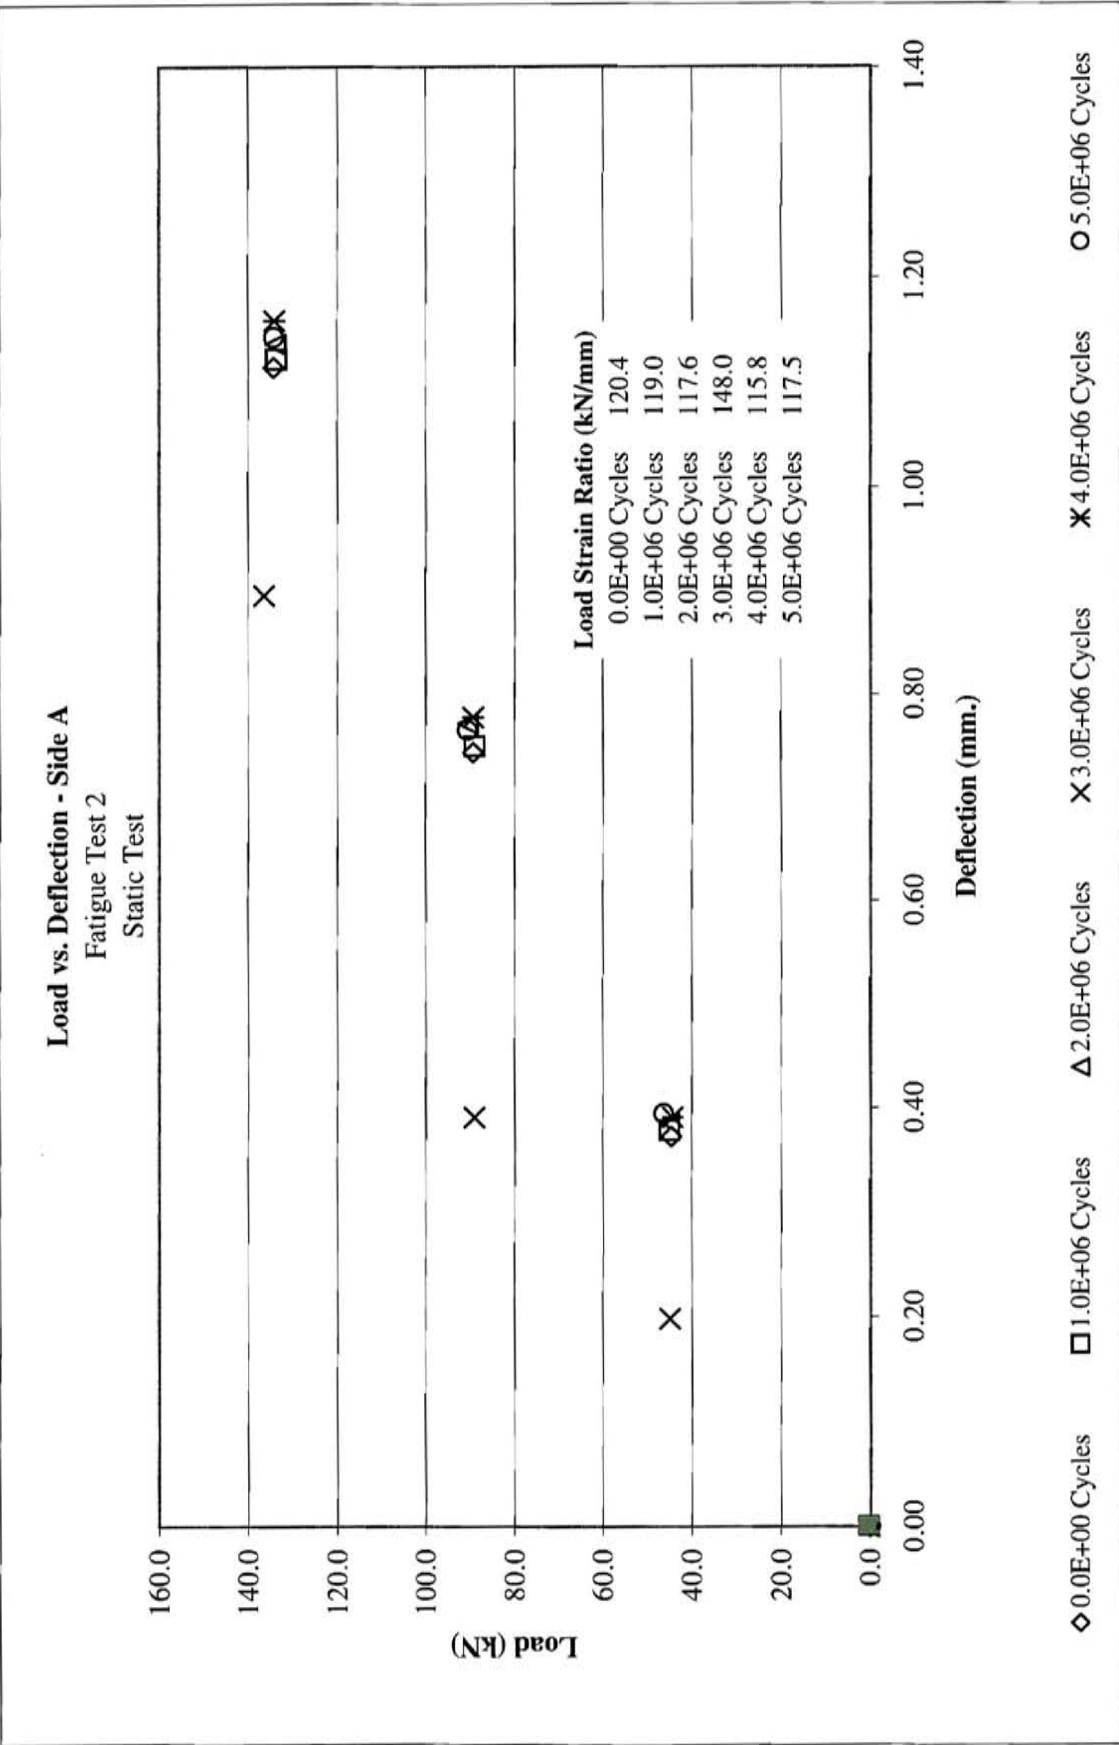 Load vs. Deflection - Side A
Fatigue Test 2
Static Test
160.0
140.0
120.0
100.0
80.0
60.0
40.0
20.0
0.0
Load (kN)
Load Strain Ratio (kN/mm)
0.0E+00 Cycles 120.4
1.0E+06 Cycles 119.0
2.0E+06 Cycles 117.6
3.0E+06 Cycles 148.0
4.0E+06 Cycles 115.8
5.0E+06 Cycles 117.5
0.00 0.20 0.40 0.60 0.80 1.00 1.20 1.40
Deflection (mm.)
0.0E+00 Cycles 1.0E+06 Cycles 2.0E+06 Cycles 3.0E+06 Cycles 4.0E+06 Cycles 5.0E+06 Cycles